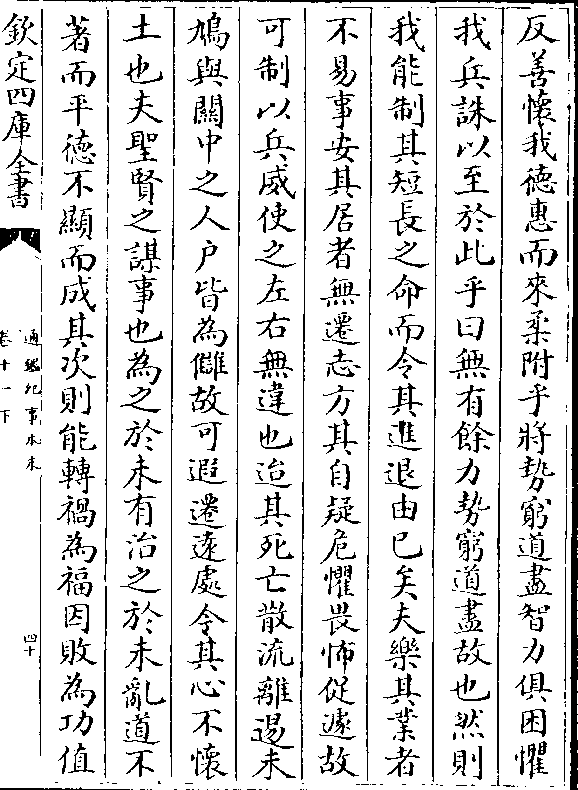 反善懷我德惠而來柔附乎將勢窮道盡智力俱困懼
我兵誅以至於此乎曰無有餘力勢窮道盡故也然則
我能制其短長之命而令其進退由已矣夫樂其業者
不易事安其居者無遷志方其自疑危懼畏怖促遽故
可制以兵威使之左右無違也迨其死亡散流離逷未
鳩與闗中之人户皆為讎故可遐遷遠處令其心不懷
土也夫聖賢之謀事也為之於未有治之於未亂道不
著而平德不顯而成其次則能轉禍為福因敗為功值
欽定四庫全書
通鑑紀事本末
卷十一下
四十